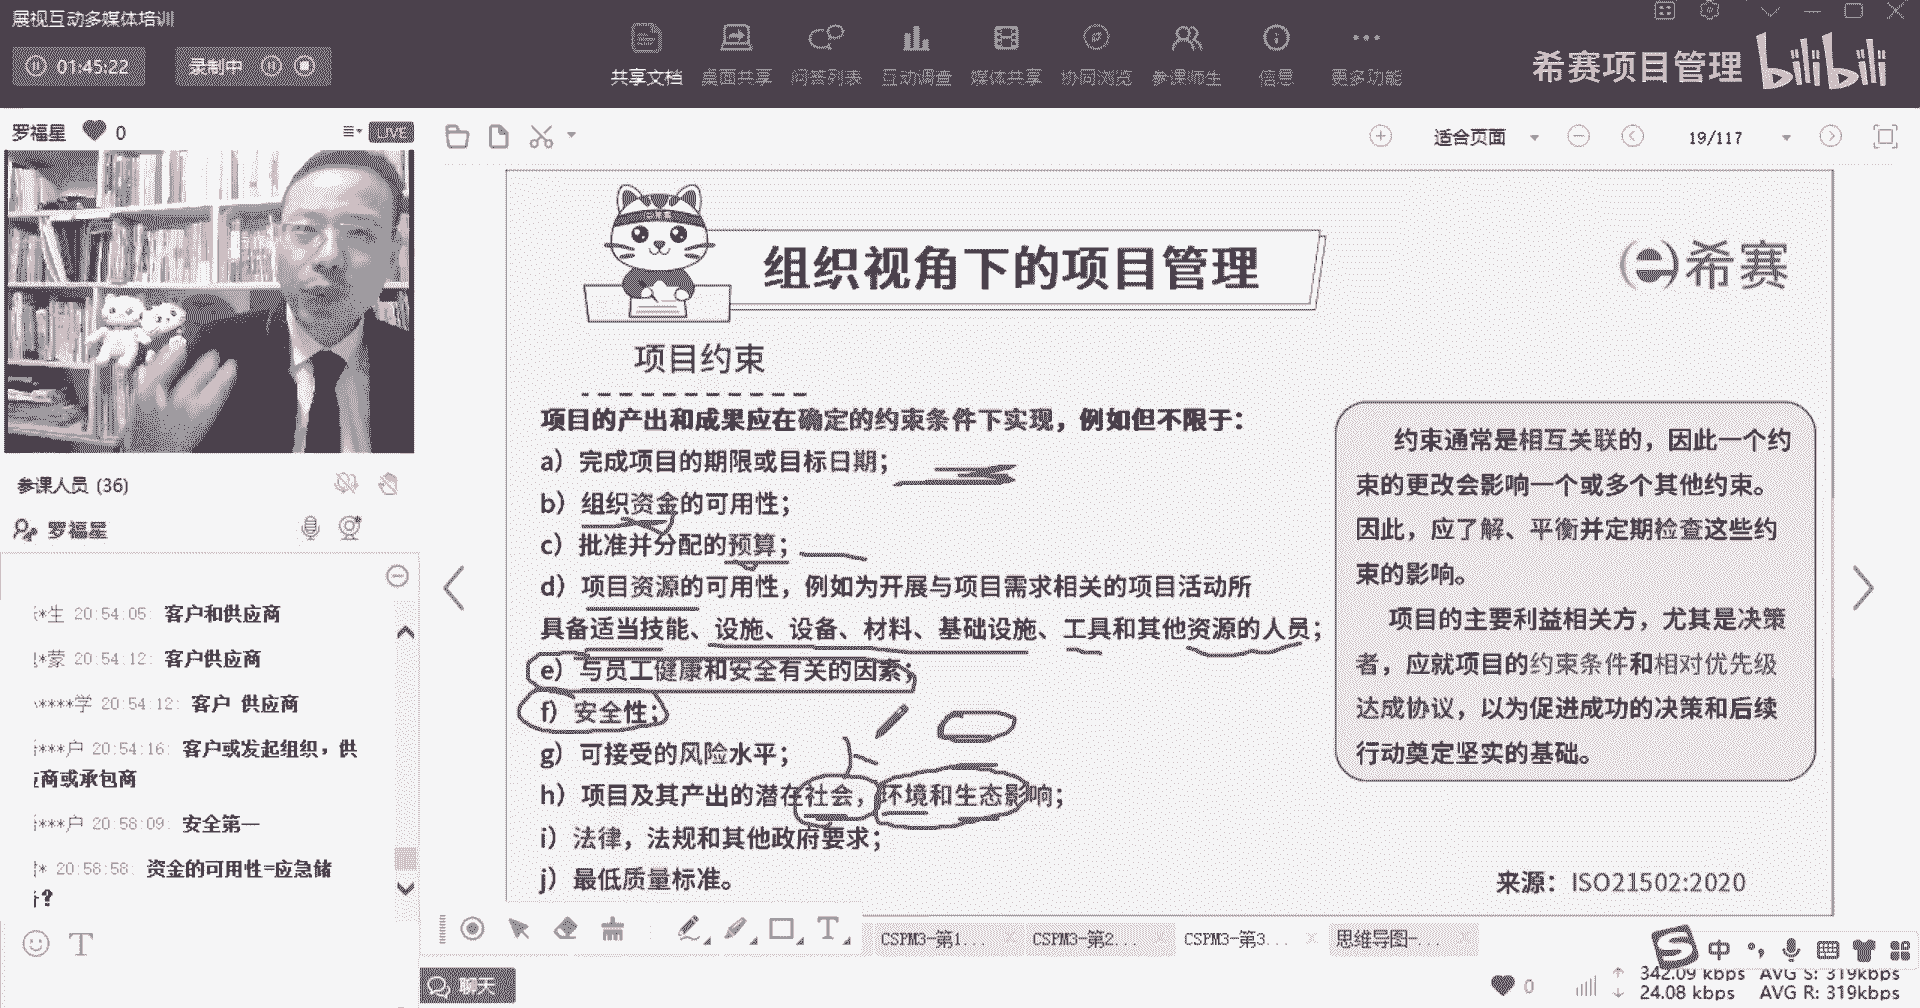 展视互动多媒体培训
01:45:22
录制中
共享文档 桌面共享 问答列表 互动调查 媒体共享 协同浏览 参课师生 信息 更多功能
希赛项目管理 bilibili
罗福星 0 LIVE
适合页面 19/117
组织视角下的项目管理
希赛
项目约束
项目的产出和成果应在确定的约束条件下实现，例如但不限于：
a）完成项目的期限或目标日期；
b）组织资金的可用性；
c）批准并分配的预算；
d）项目资源的可用性，例如为开展与项目需求相关的项目活动所
具备适当技能、设施、设备、材料、基础设施、工具和其他资源的人员；
e）与员工健康和安全有关的因素；
f）安全性；
g）可接受的风险水平；
h）项目及其产出的潜在社会，环境和生态影响；
i）法律，法规和其他政府要求；
j）最低质量标准。
约束通常是相互关联的，因此一个约
束的更改会影响一个或多个其他约束。
因此，应了解、平衡并定期检查这些约
束的影响。
项目的主要利益相关方，尤其是决策
者，应就项目的约束条件和相对优先级
达成协议，以为促进成功的决策和后续
行动奠定坚实的基础。
来源：ISO21502:2020
参课人员 (36)
罗福星
*生 20:54:05: 客户和供应商
*蒙 20:54:12: 客户供应商
****学 20:54:12: 客户 供应商
***户 20:54:16: 客户或发起组织，供
应商或承包商
***户 20:58:09: 安全第一
* 20:58:58: 资金的可用性=应急储
?
T
T
CSPM3-第1... CSPM3-第2... CSPM3-第3... 思维导图-...
中
聊天
0
342.09 kbps AVG S: 319kbps
24.08 kbps AVG R: 319kbps